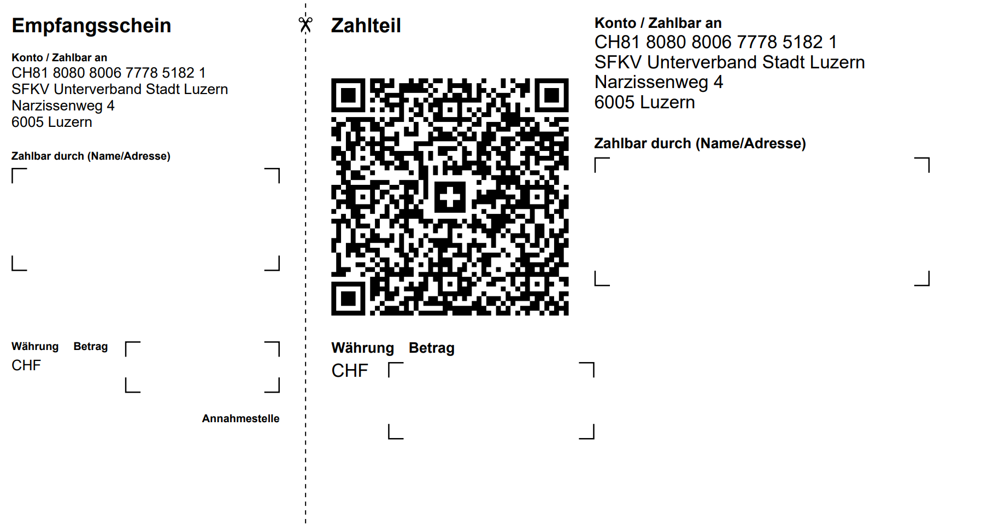 Empfangsschein
Konto / Zahlbar an
CH81 8080 8006 7778 5182 1
SFKV Unterverband Stadt Luzern
Narzissenweg 4
6005 Luzern
Zahlbar durch (Name/Adresse)
Währung Betrag
CHF
Annahmestelle
Zahlteil
Währung Betrag
CHF
Konto / Zahlbar an
CH81 8080 8006 7778 5182 1
SFKV Unterverband Stadt Luzern
Narzissenweg 4
6005 Luzern
Zahlbar durch (Name/Adresse)